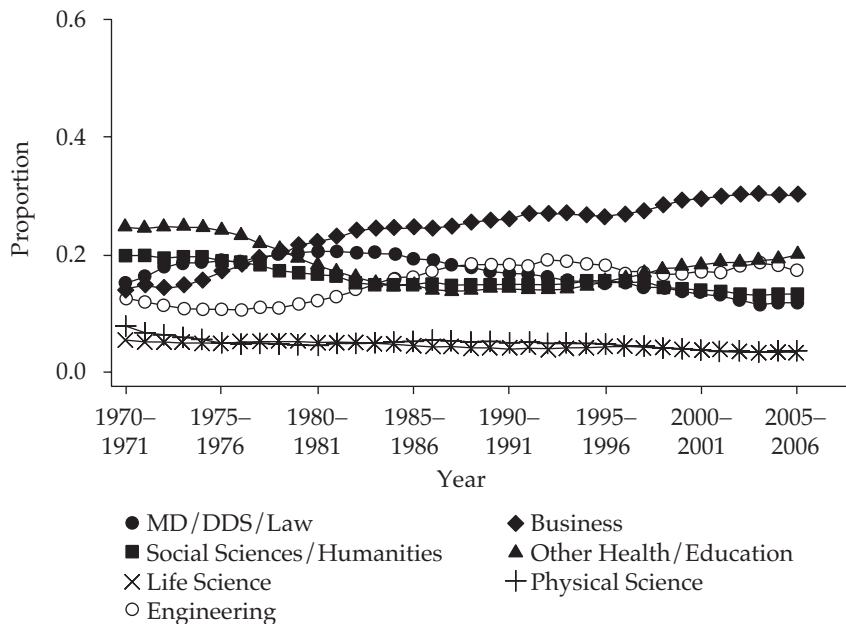 0.6
0.4
Proportion
0.2
0.0
1970– 1975– 1980– 1985– 1990– 1995– 2000– 2005–
1971 1976 1981 1986 1991 1996 2001 2006
Year
MD/DDS/Law Business
Social Sciences/Humanities Other Health/Education
Life Science Physical Science
Engineering